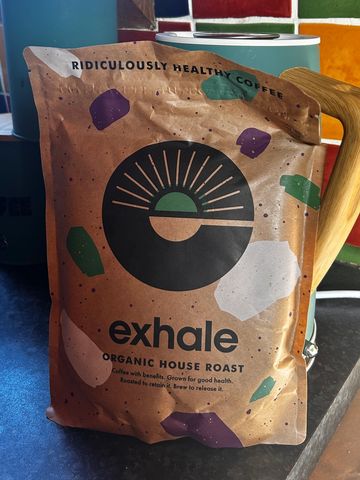 RIDICULOUSLY HEALTHY COFFEE
exhale
ORGANIC HOUSE ROAST
Coffee with benefits. Grown for good health.
Roasted to retain it. Brew to release it.